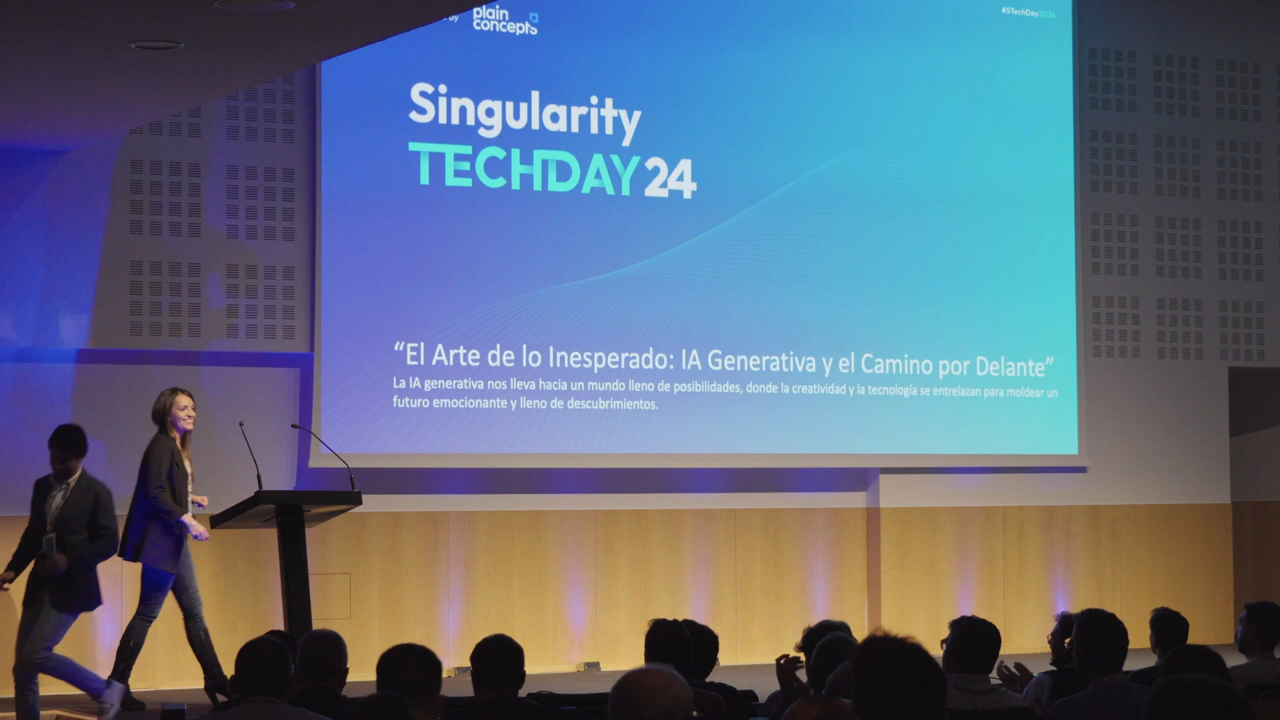 by
plain
concepts
#STechDay2024
Singularity
TECHDAY24
“El Arte de lo Inesperado: IA Generativa y el Camino por Delante”
La IA generativa nos lleva hacia un mundo lleno de posibilidades, donde la creatividad y la tecnología se entrelazan para moldear un
futuro emocionante y lleno de descubrimientos.